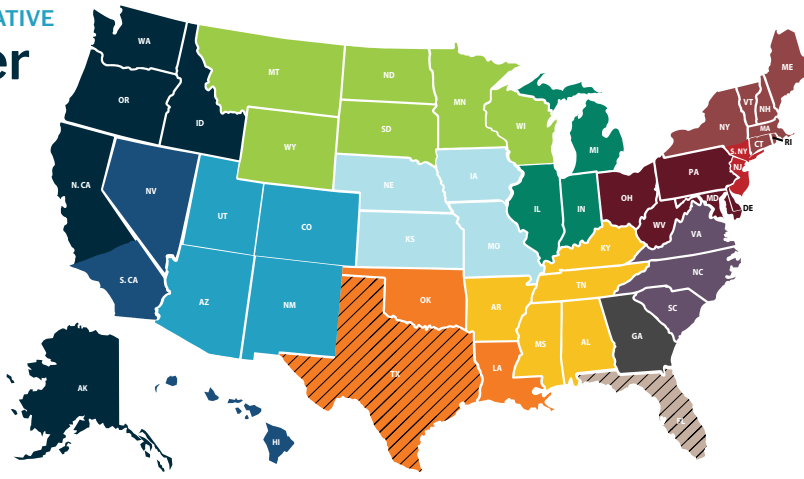 ATIVE
er
WA
OR
ID
MT
ND
MN
WI
MI
ME
VT
NH
NY
MA
CT
RI
S. NY
NJ
PA
OH
MD
DE
WV
VA
SD
WY
NE
IA
IL
IN
N. CA
NV
UT
CO
KS
MO
KY
NC
TN
SC
S. CA
AZ
NM
OK
AR
MS
AL
GA
TX
LA
FL
AK
HI